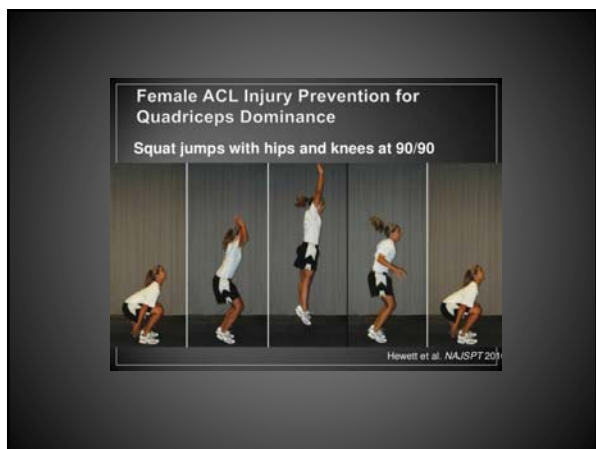 Female ACL Injury Prevention for
Quadriceps Dominance
Squat jumps with hips and knees at 90/90
Hewett et al. NAJSPT